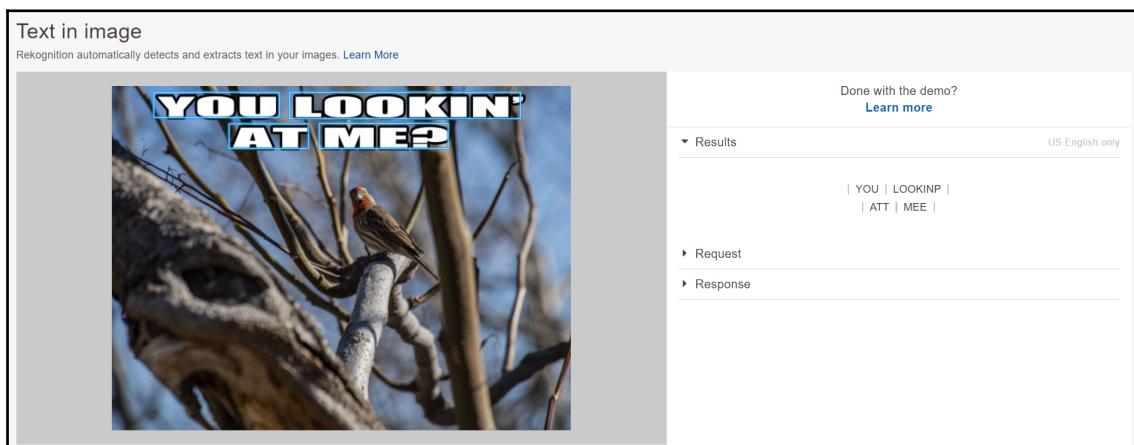 Text in image
Rekognition automatically detects and extracts text in your images. Learn More
YOU LOOKIN'
AT ME?
Done with the demo?
Learn more
Results US English only
| YOU | LOOKINP |
| ATT | MEE |
Request
Response